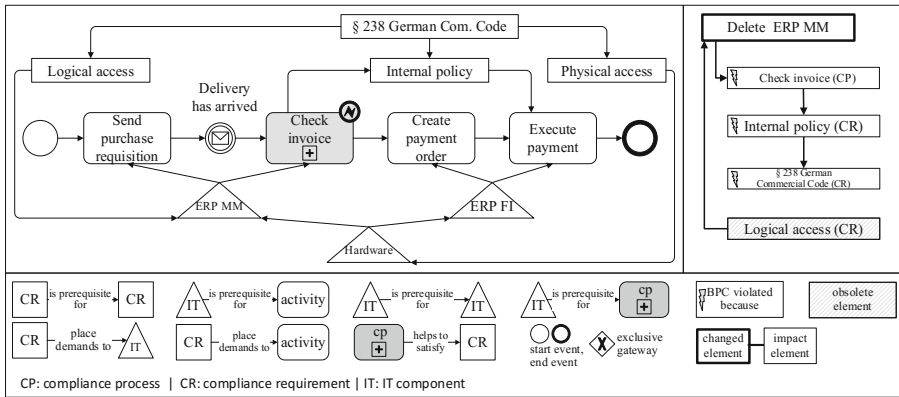 § 238 German Com. Code
Logical access
Internal policy
Physical access
Delivery
has arrived
Send
purchase
requisition
Check
invoice
Create
payment
order
Execute
payment
ERP MM
ERP FI
Hardware
Delete ERP MM
Check invoice (CP)
Internal policy (CR)
§ 238 German
Commercial Code (CR)
Logical access (CR)
CR
is prerequisite
for
CR
IT
is prerequisite
for
activity
IT
is prerequisite
for
IT
IT
is prerequisite
for
cp
BPC violated
because
obsolete
element
CR
place
demands to
IT
CR
place
demands to
activity
cp
helps to
satisfy
CR
start event,
end event
exclusive
gateway
changed
element
impact
element
CP: compliance process | CR: compliance requirement | IT: IT component